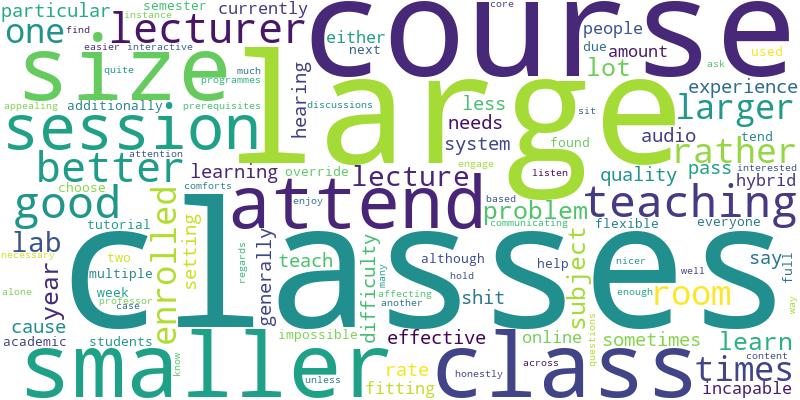 particular
semester
currently
core
people
either
next
due
amount
used
one
lecturer
course
instance
find
easier
interactive
quite
much
programmes
size
large
lot
ask
experience
appealing
additionally
prerequisites
hearing
discussions
less
sit
larger
session
attention
needs
system
audio
tend
rather
better
learning
override
lecture
found
engage
listen
quality
pass
interested
hybrid
choose
comforts
good
enrolled
setting
enjoy
attend
based
communicating
problem
flexible
everyone
teaching
tutorial
lab
classes
regards
generally
teach
difficulty
although
subject
say
full
necessary
two
multiple
many
hold
help
nicer
well
alone
professor
week
case
year
affecting
another
shit
enough
room
way
cause
impossible
students
academic
know
smaller
effective
online
sometimes
learn
questions
class
across
content
unless
rate
fitting
honestly
times
incapable